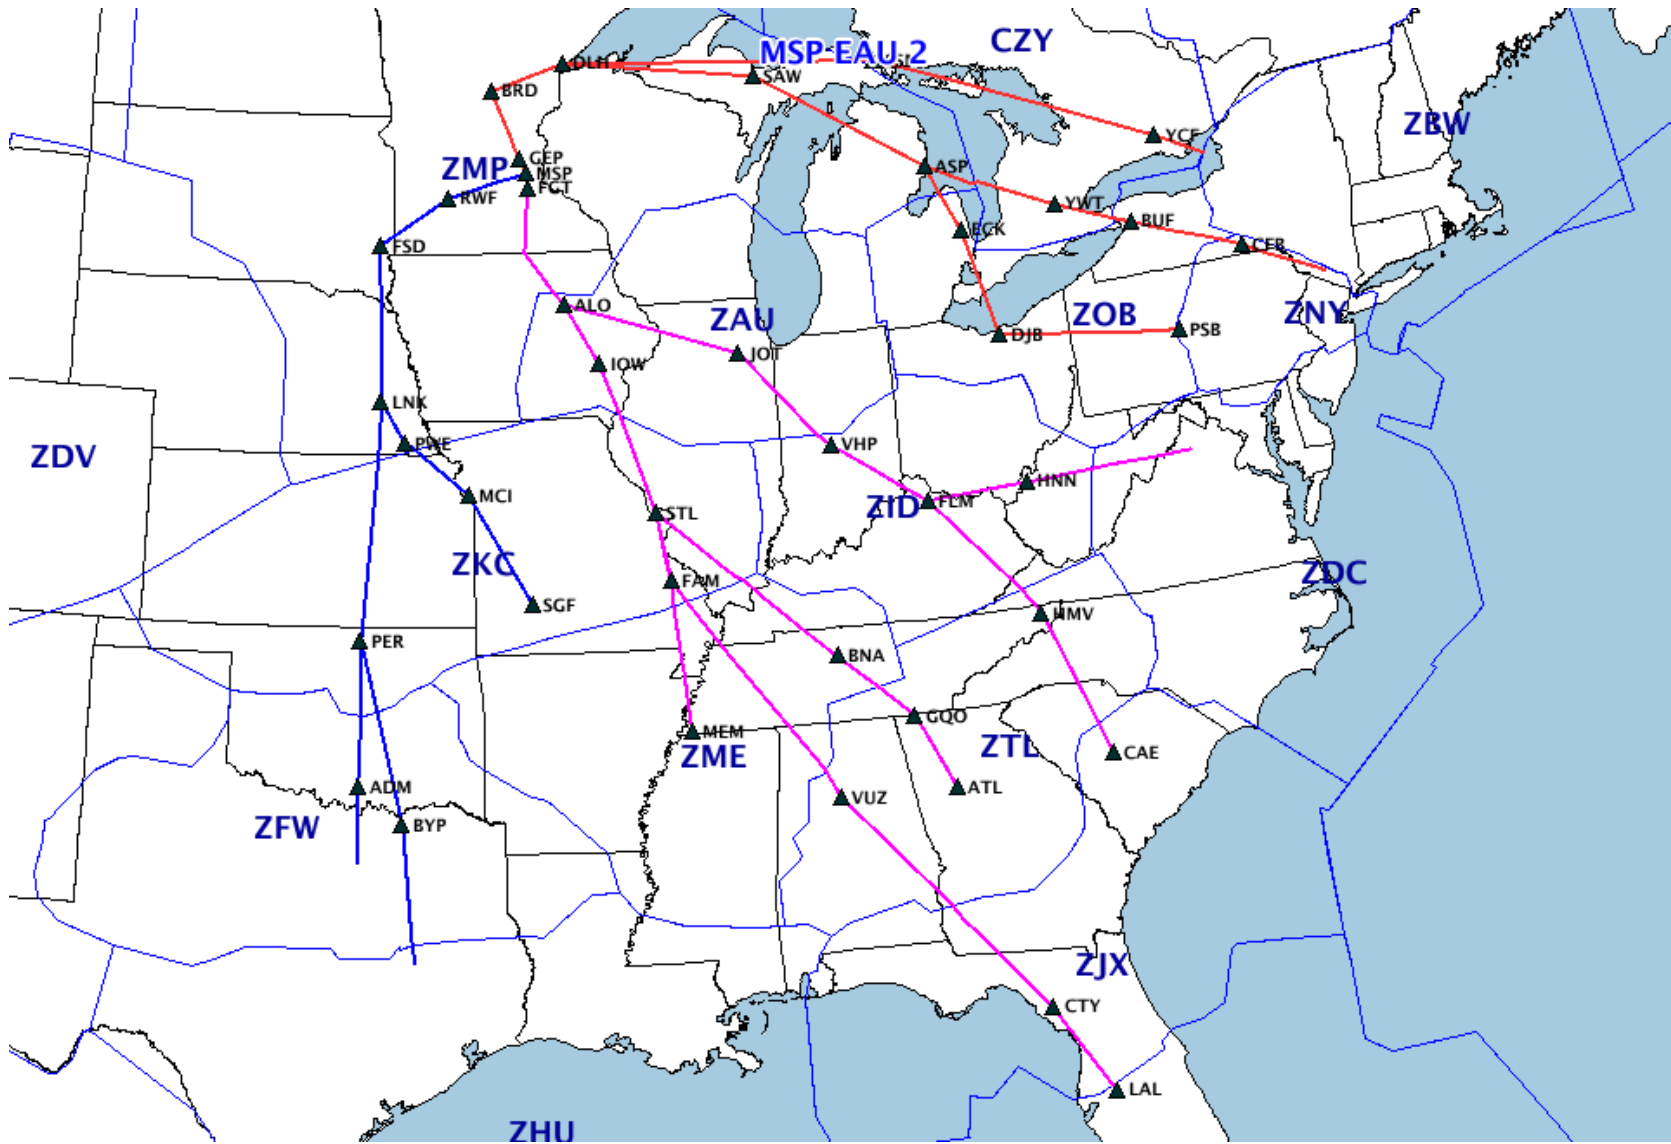 CZY
MSP EAU 2
DLH
SAW
BRD
ZBW
YCF
GEP
ZMP
MSP
FGT
ASP
RWF
YWT
BUF
ECK
FSD
CFB
ALO
ZAU
ZOB
ZNY
PSB
DJB
JOT
IOW
LNK
PWE
VHP
ZDV
HNN
MCI
FLM
ZID
STL
ZKC
ZDC
FAM
SGF
HMV
PER
BNA
GQO
MEM
ZME
ZTL
CAE
ADM
ATL
VUZ
BYP
ZFW
ZJX
CTY
LAL
ZHU